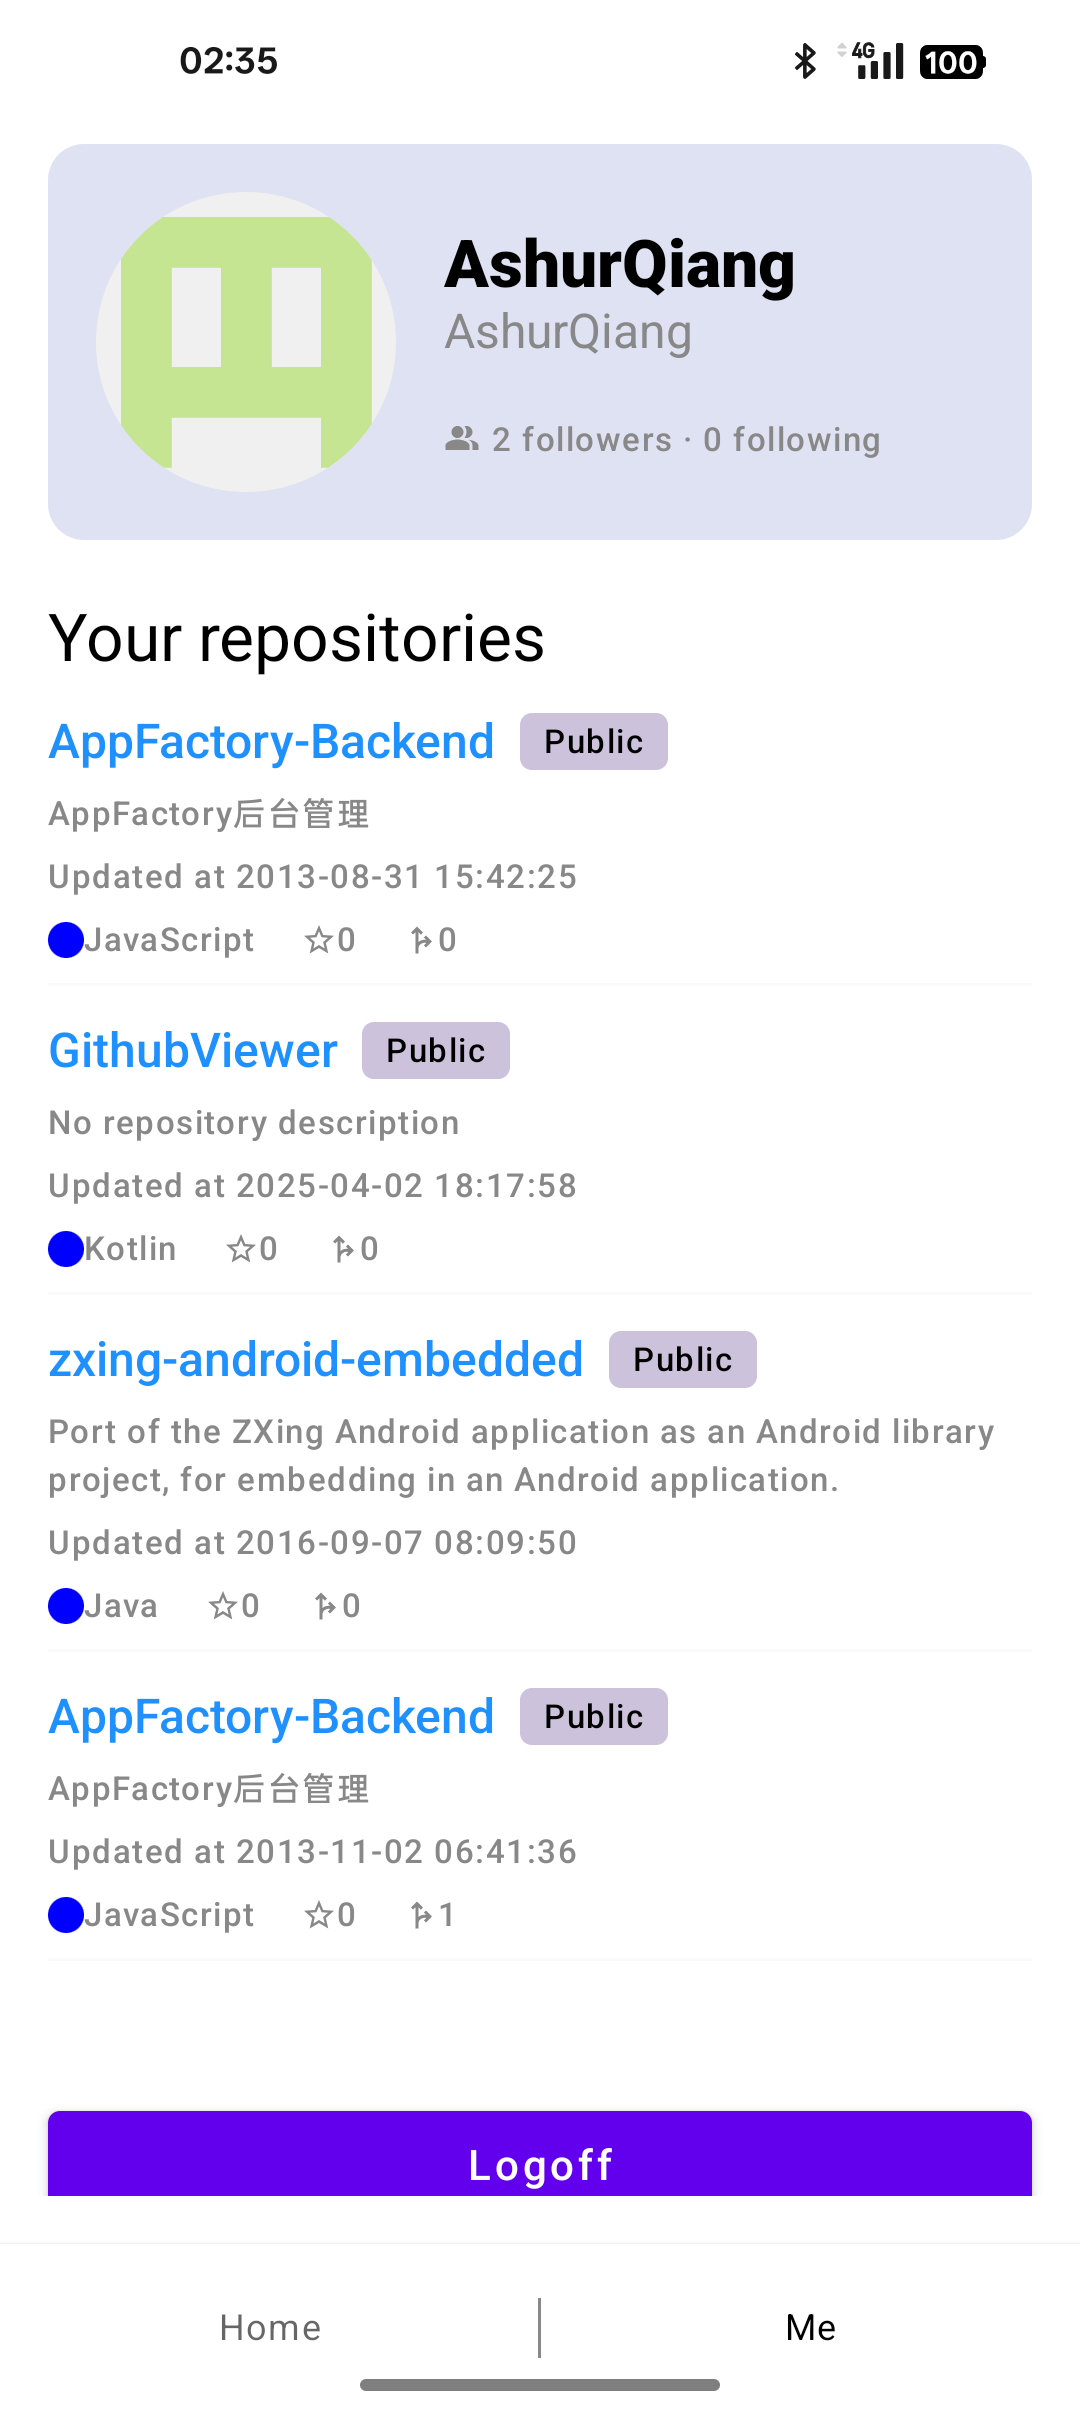 02:35
4G 100
AshurQiang
AshurQiang
2 followers · 0 following
Your repositories
AppFactory-Backend Public
AppFactory后台管理
Updated at 2013-08-31 15:42:25
JavaScript 0 0
GithubViewer Public
No repository description
Updated at 2025-04-02 18:17:58
Kotlin 0 0
zxing-android-embedded Public
Port of the ZXing Android application as an Android library
project, for embedding in an Android application.
Updated at 2016-09-07 08:09:50
Java 0 0
AppFactory-Backend Public
AppFactory后台管理
Updated at 2013-11-02 06:41:36
JavaScript 0 1
Logoff
Home Me